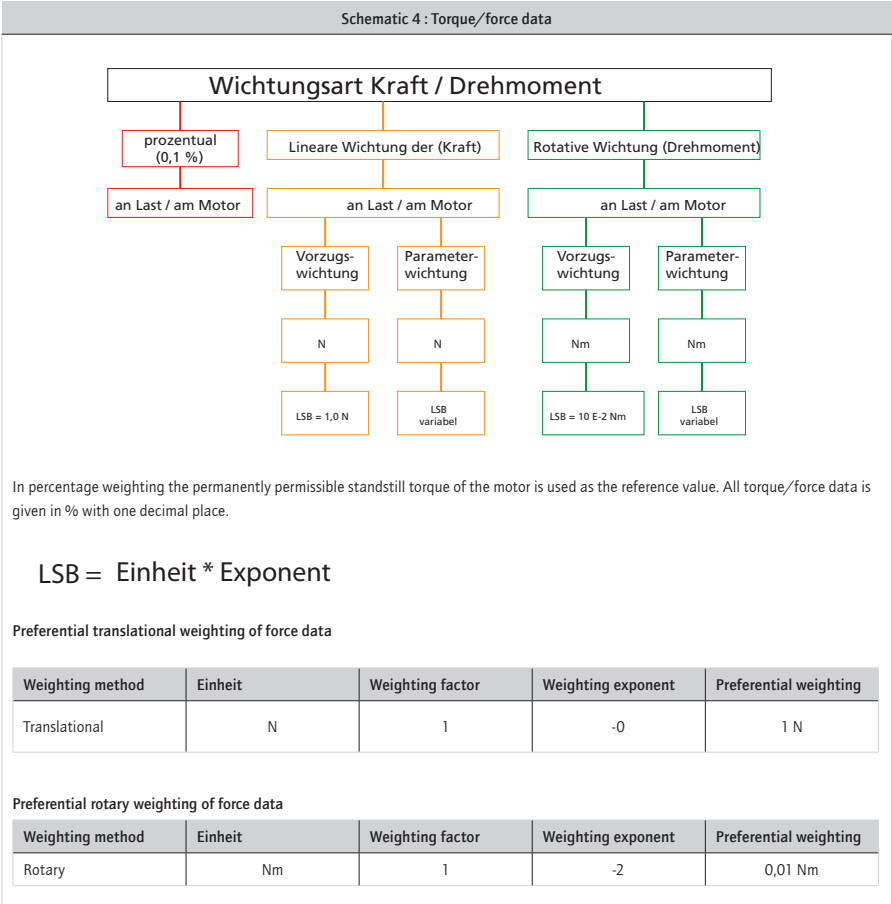 Schematic 4 : Torque/force data
Wichtungsart Kraft / Drehmoment
prozentual
(0,1 %)
Lineare Wichtung der (Kraft)
Rotative Wichtung (Drehmoment)
an Last / am Motor
an Last / am Motor
an Last / am Motor
Vorzugs-
wichtung
Parameter-
wichtung
Vorzugs-
wichtung
Parameter-
wichtung
N
N
Nm
Nm
LSB = 1,0 N
LSB
variabel
LSB = 10 E-2 Nm
LSB
variabel
In percentage weighting the permanently permissible standstill torque of the motor is used as the reference value. All torque/force data is
given in % with one decimal place.
LSB = Einheit * Exponent
Preferential translational weighting of force data
Weighting method Einheit Weighting factor Weighting exponent Preferential weighting
Translational N 1 -0 1 N
Preferential rotary weighting of force data
Weighting method Einheit Weighting factor Weighting exponent Preferential weighting
Rotary Nm 1 -2 0,01 Nm